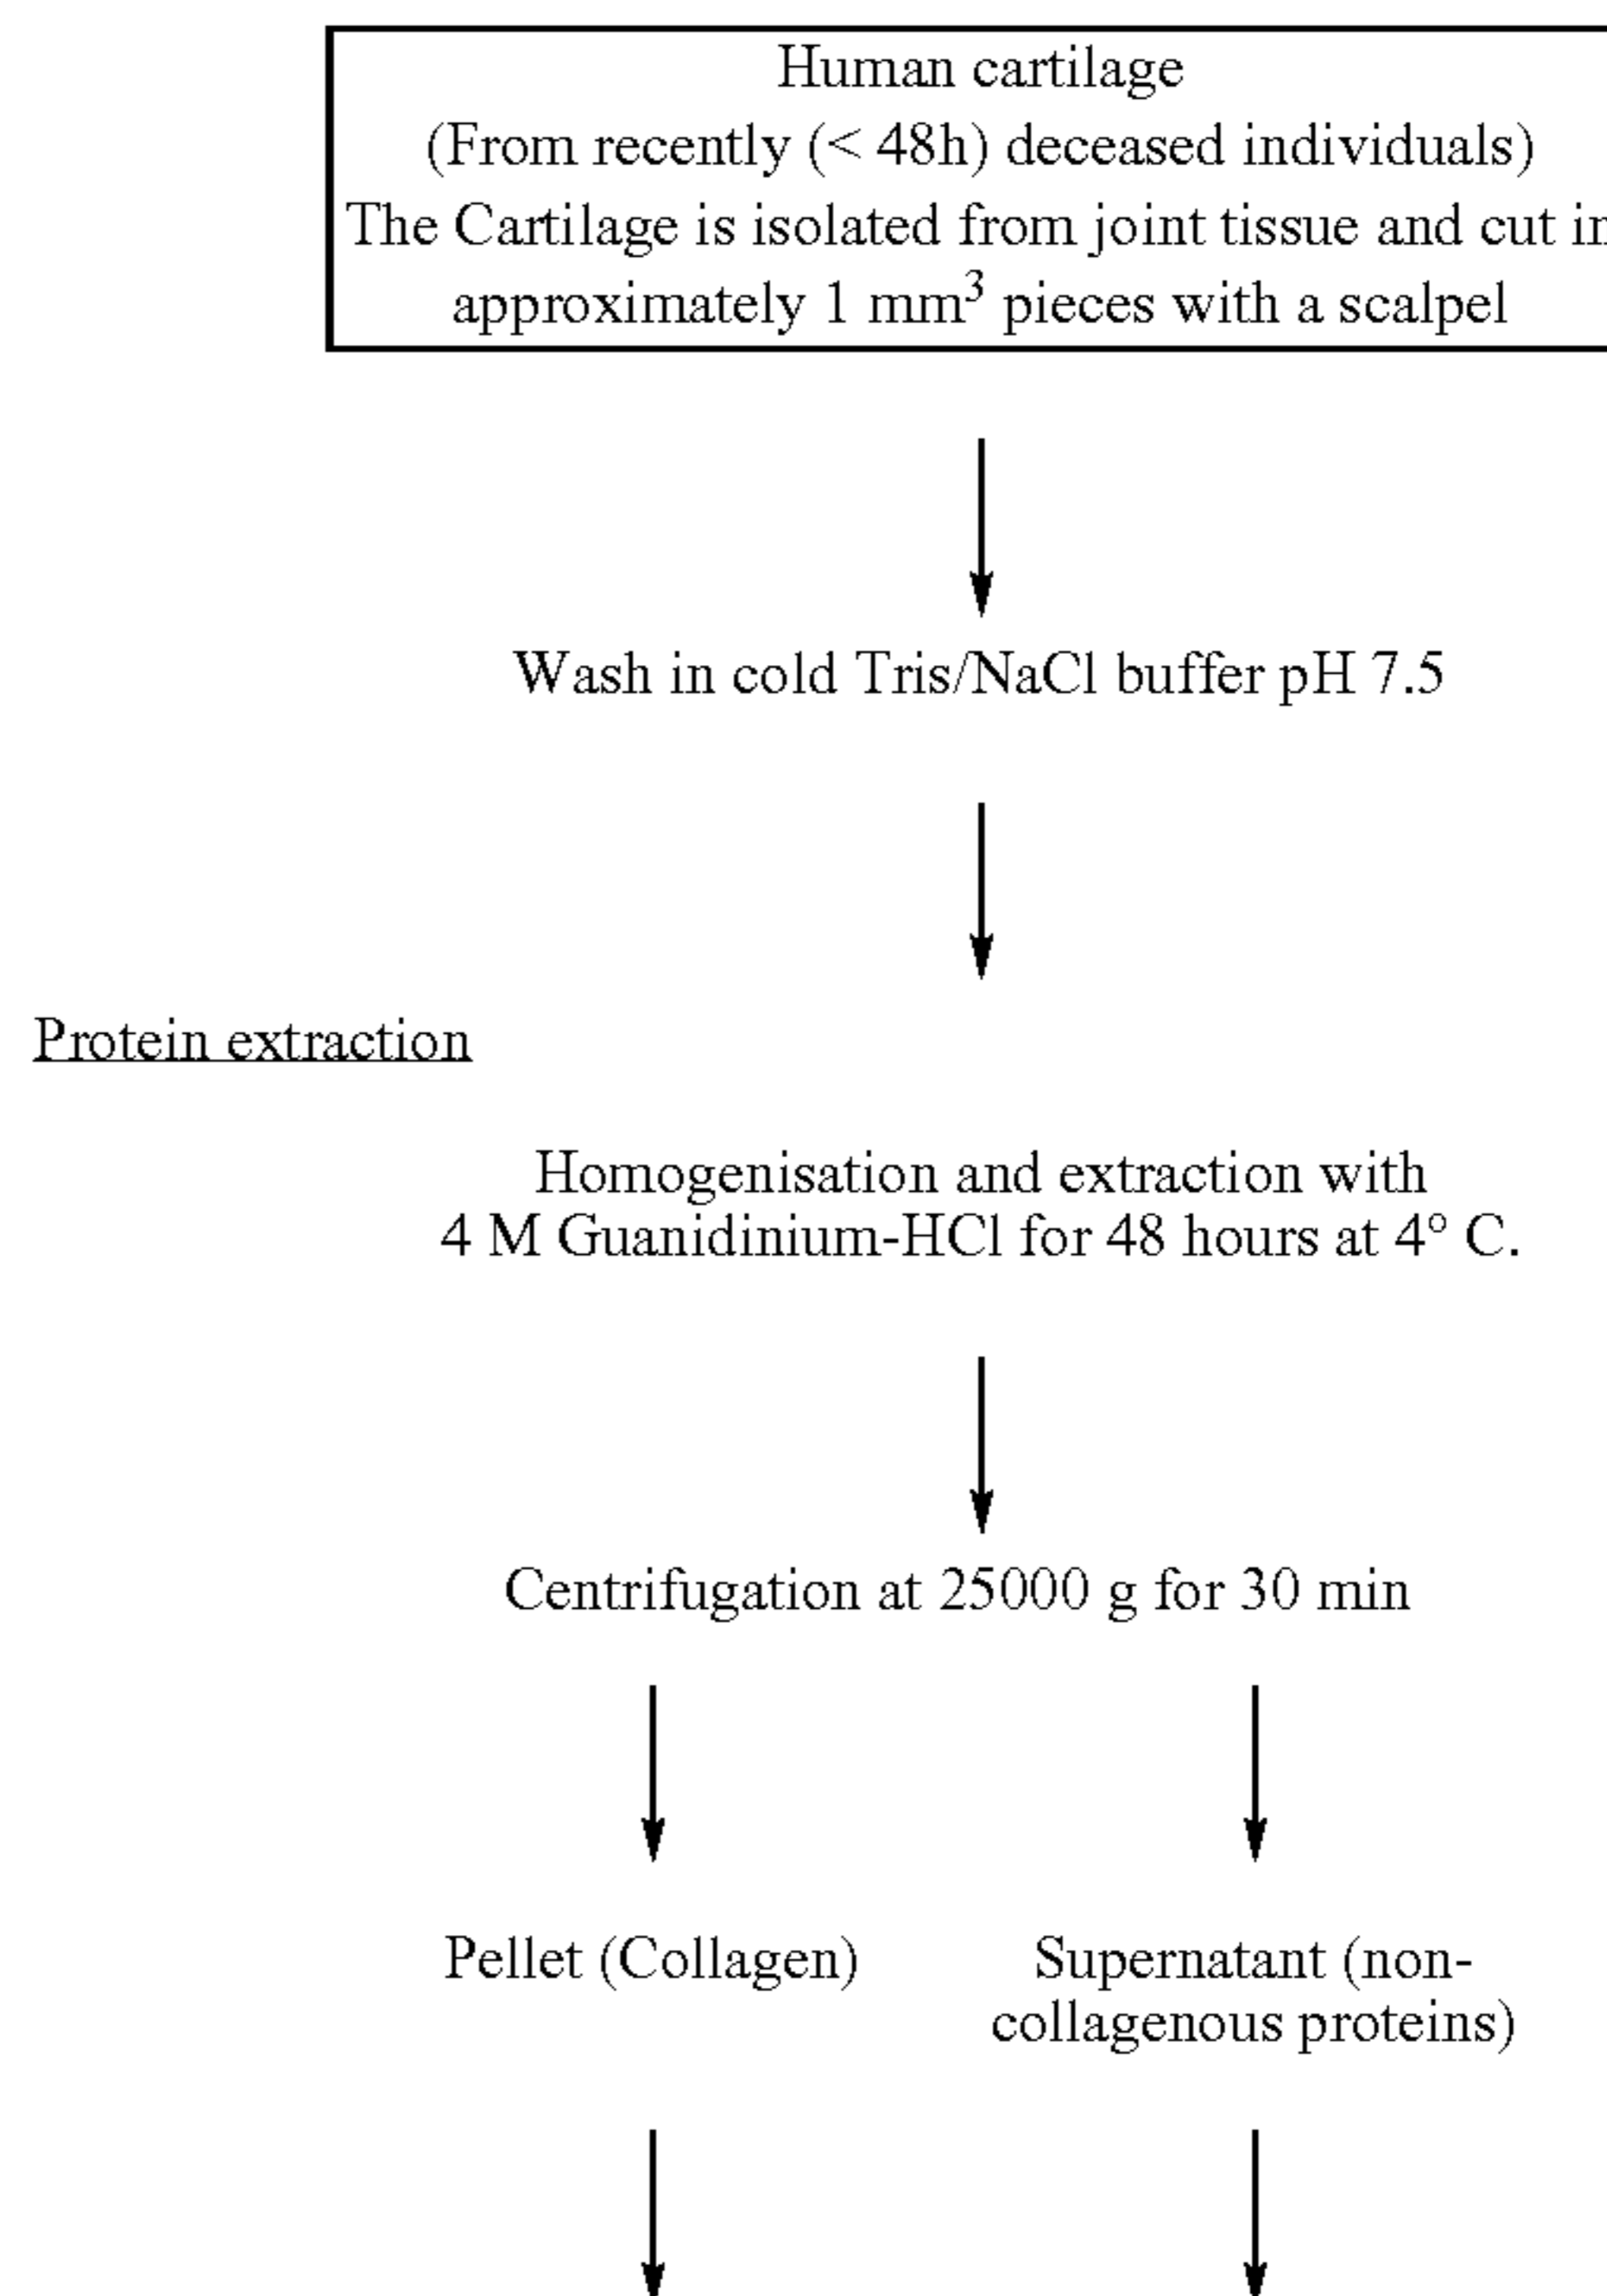 Human cartilage
(From recently (< 48h) deceased individuals)
The Cartilage is isolated from joint tissue and cut in
approximately 1 mm³ pieces with a scalpel
Wash in cold Tris/NaCl buffer pH 7.5
Protein extraction
Homogenisation and extraction with
4 M Guanidinium-HCl for 48 hours at 4° C.
Centrifugation at 25000 g for 30 min
Pellet (Collagen)
Supernatant (non-
collagenous proteins)